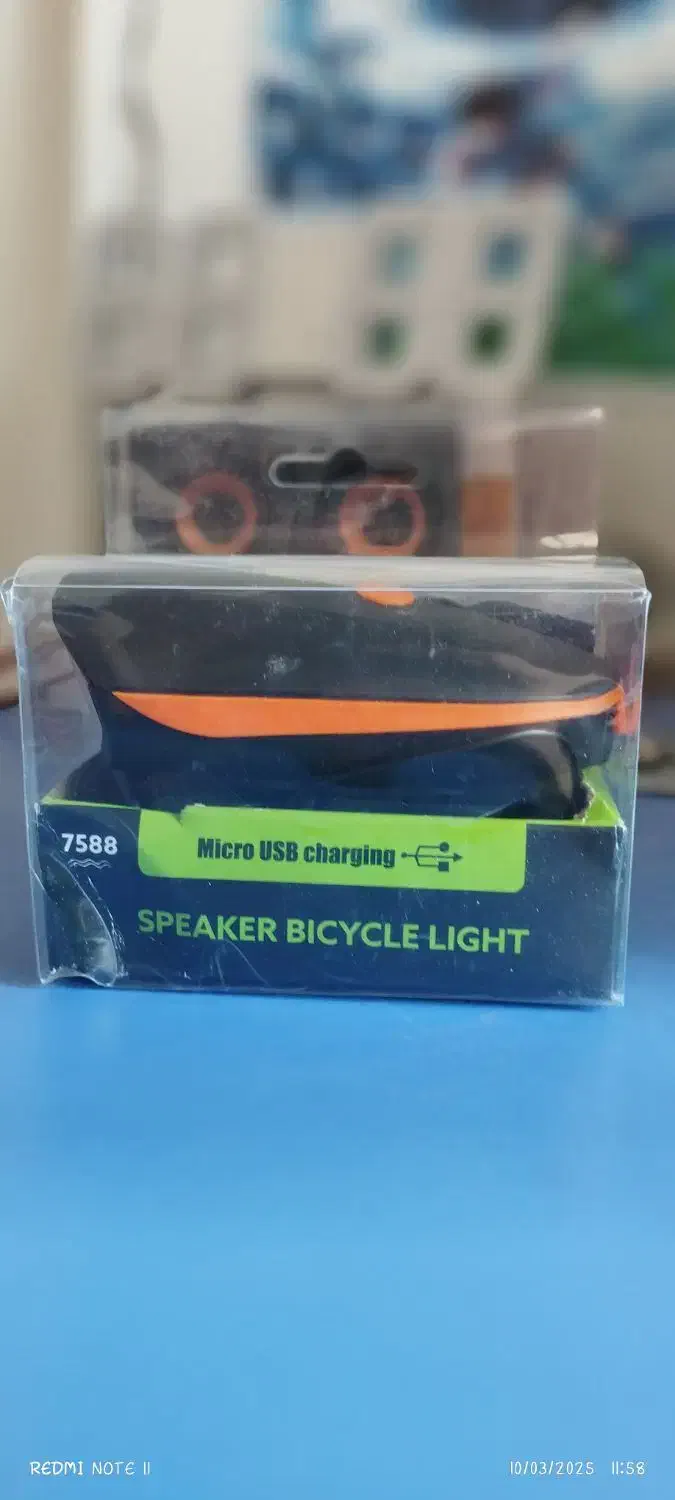 7588
Micro USB charging
SPEAKER BICYCLE LIGHT
REDMI NOTE 11
10/03/2025 11:58